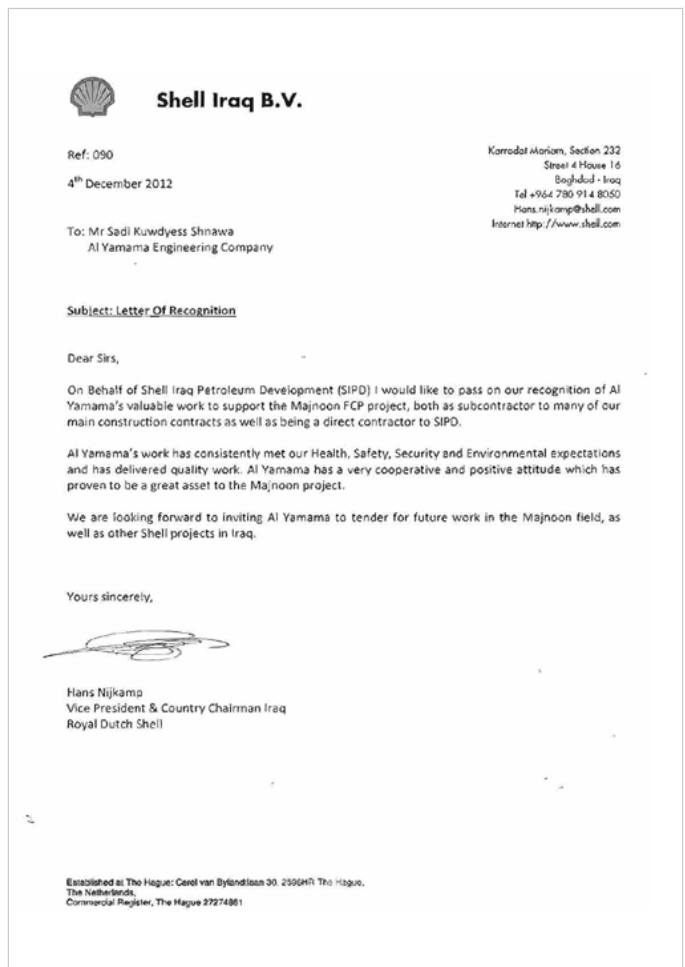 Shell Iraq B.V.
Ref: 090
4th December 2012
Karradat Mariam, Section 232
Street 4 House 16
Baghdad - Iraq
Tel +964 780 914 8050
Hans.nijkamp@shell.com
Internet http://www.shell.com
To: Mr Sadi Kuwdyess Shnawa
Al Yamama Engineering Company
Subject: Letter Of Recognition
Dear Sirs,
On Behalf of Shell Iraq Petroleum Development (SIPD) I would like to pass on our recognition of Al
Yamama's valuable work to support the Majnoon FCP project, both as subcontractor to many of our
main construction contracts as well as being a direct contractor to SIPD.
Al Yamama's work has consistently met our Health, Safety, Security and Environmental expectations
and has delivered quality work. Al Yamama has a very cooperative and positive attitude which has
proven to be a great asset to the Majnoon project.
We are looking forward to inviting Al Yamama to tender for future work in the Majnoon field, as
well as other Shell projects in Iraq.
Yours sincerely,
Hans Nijkamp
Vice President & Country Chairman Iraq
Royal Dutch Shell
Established at The Hague: Carel van Bylandtlaan 30, 2596HR The Hague,
The Netherlands,
Commercial Register, The Hague 27274881